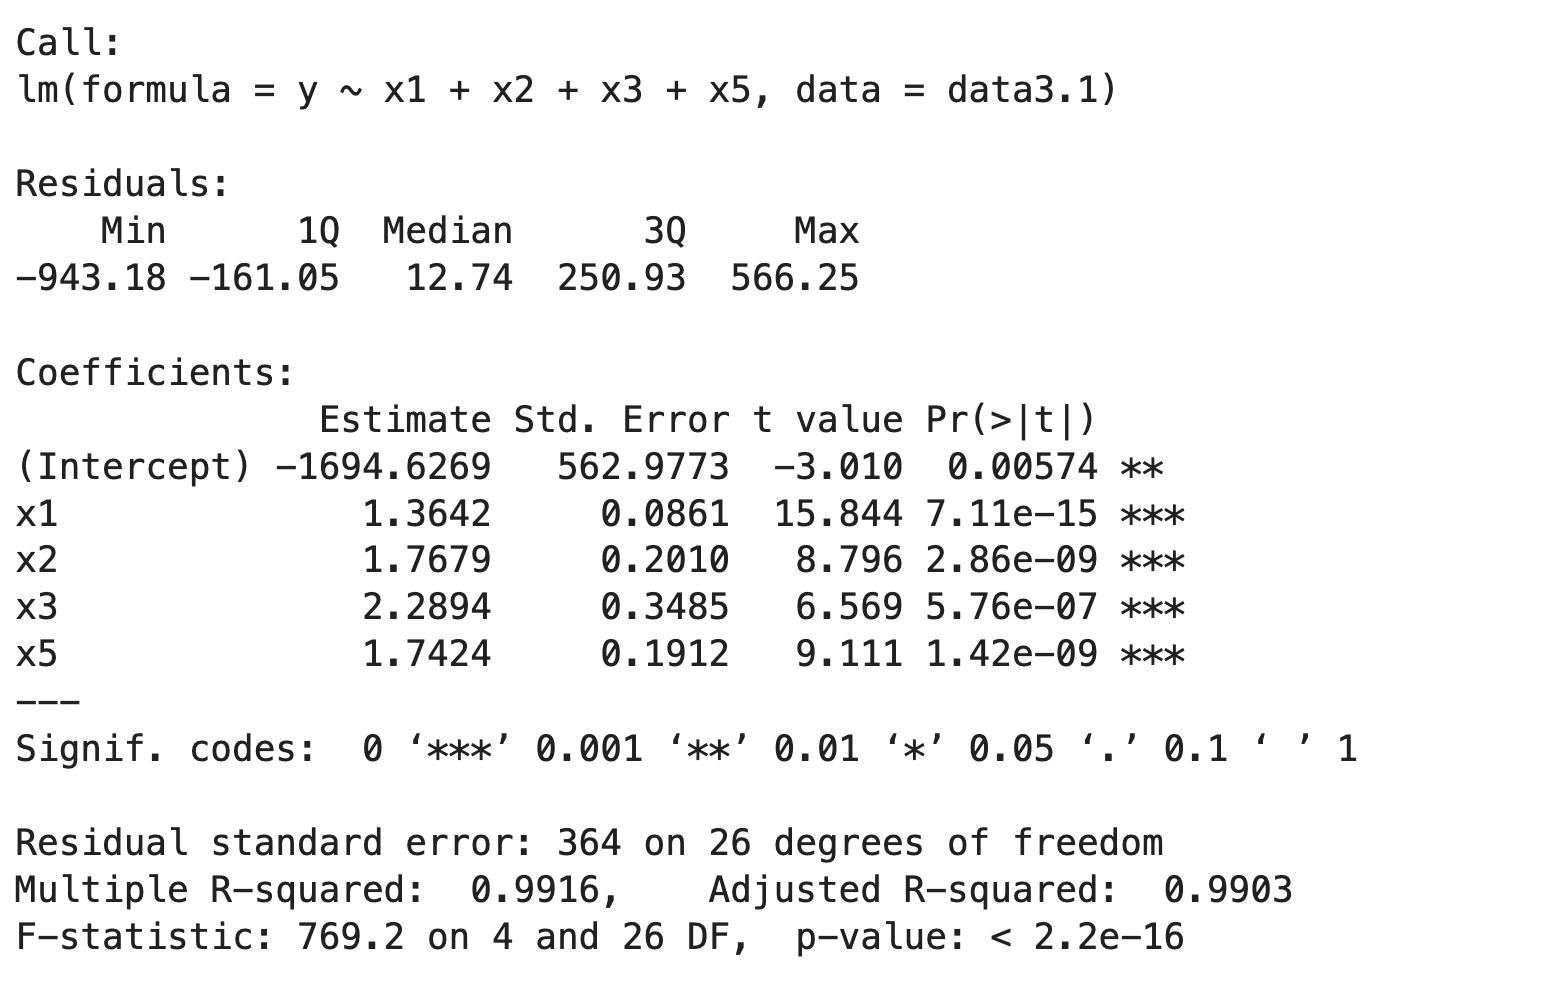 Call:
lm(formula = y ~ x1 + x2 + x3 + x5, data = data3.1)
Residuals:
    Min      1Q  Median      3Q     Max
-943.18 -161.05   12.74  250.93  566.25
Coefficients:
              Estimate Std. Error t value Pr(>|t|)
(Intercept) -1694.6269   562.9773  -3.010  0.00574 **
x1              1.3642     0.0861  15.844 7.11e-15 ***
x2              1.7679     0.2010   8.796 2.86e-09 ***
x3              2.2894     0.3485   6.569 5.76e-07 ***
x5              1.7424     0.1912   9.111 1.42e-09 ***
---
Signif. codes:  0 ‘***’ 0.001 ‘**’ 0.01 ‘*’ 0.05 ‘.’ 0.1 ‘ ’ 1
Residual standard error: 364 on 26 degrees of freedom
Multiple R-squared:  0.9916,    Adjusted R-squared:  0.9903
F-statistic: 769.2 on 4 and 26 DF,  p-value: < 2.2e-16